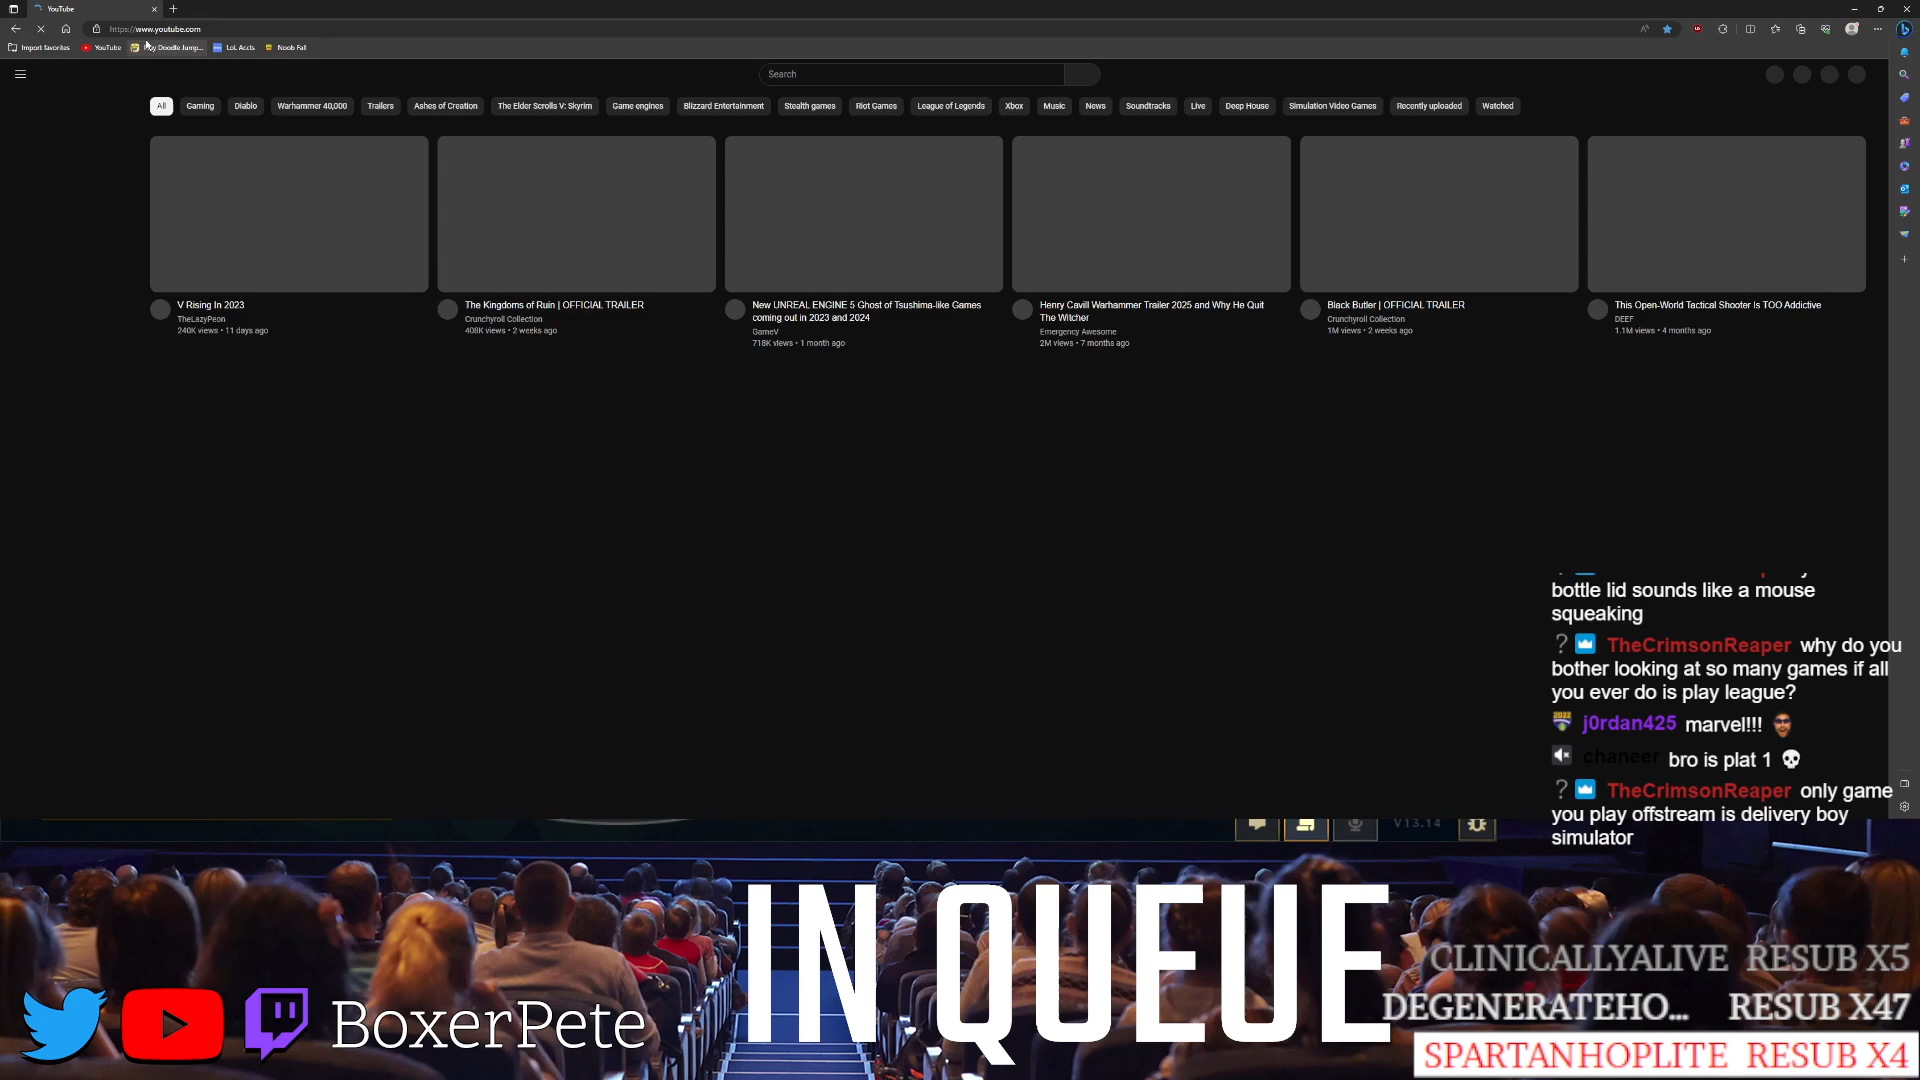 YouTube
https://www.youtube.com
Import favorites
YouTube
Doodle Jump...
LoL Accts
Noob Fall
Search
All
Gaming
Diablo
Warhammer 40,000
Trailers
Ashes of Creation
The Elder Scrolls V: Skyrim
Game engines
Blizzard Entertainment
Stealth games
Riot Games
League of Legends
Xbox
Music
News
Soundtracks
Live
Deep House
Simulation Video Games
Recently uploaded
Watched
V Rising In 2023
TheLazyPeon
240K views • 11 days ago
The Kingdoms of Ruin | OFFICIAL TRAILER
Crunchyroll Collection
408K views • 2 weeks ago
New UNREAL ENGINE 5 Ghost of Tsushima-like Games
coming out in 2023 and 2024
GameV
718K views • 1 month ago
Henry Cavill Warhammer Trailer 2025 and Why He Quit
The Witcher
Emergency Awesome
2M views • 7 months ago
Black Butler | OFFICIAL TRAILER
Crunchyroll Collection
1M views • 2 weeks ago
This Open-World Tactical Shooter Is TOO Addictive
DEEF
1.1M views • 4 months ago
bottle lid sounds like a mouse
squeaking
TheCrimsonReaper why do you
bother looking at so many games if all
you ever do is play league?
2022 j0rdan425 marvel!!!
chaneer bro is plat 1
TheCrimsonReaper only game
you play offstream is delivery boy
simulator
V13.14
IN QUEUE
BoxerPete
CLINICALLYALIVE RESUB X5
DEGENERATEHO... RESUB X47
SPARTANHOPLITE RESUB X4